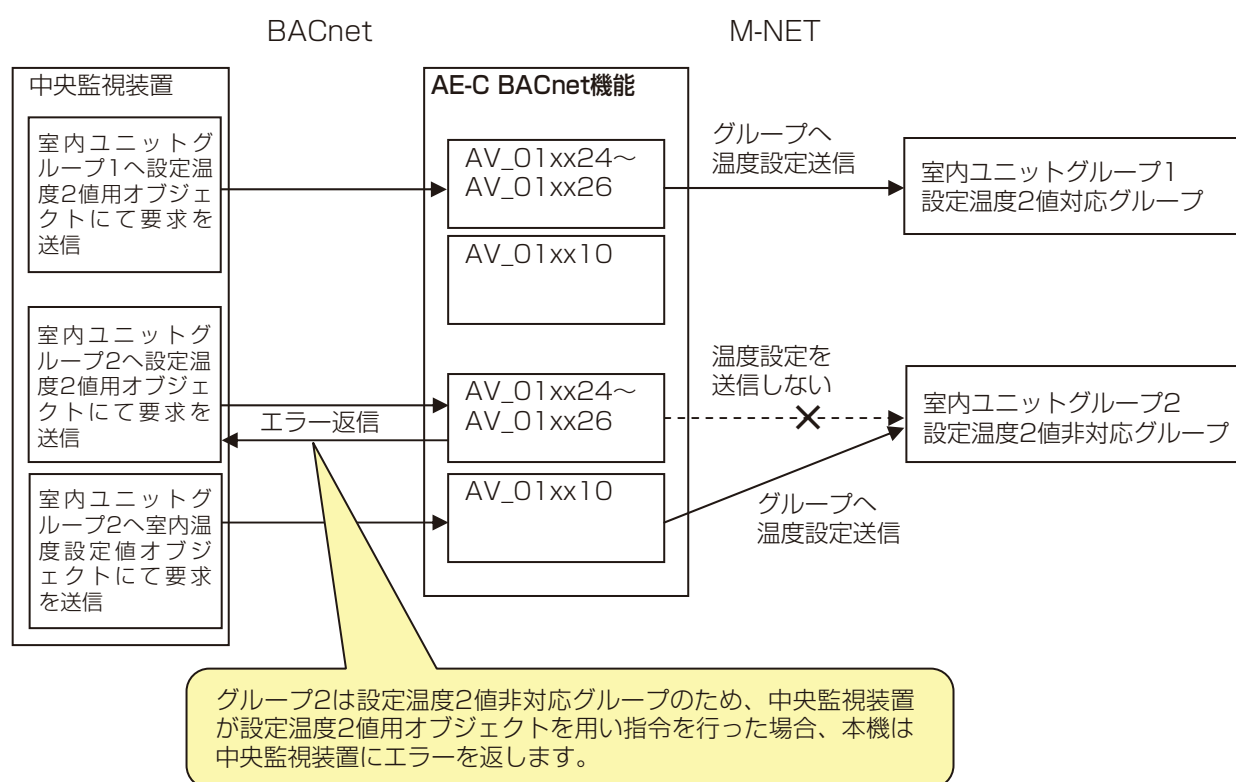 BACnet
M-NET
中央監視装置
室内ユニットグ
ループ1へ設定温
度2値用オブジェ
クトにて要求を
送信
AE-C BACnet機能
AV_01xx24～
AV_01xx26
グループへ
温度設定送信
室内ユニットグループ1
設定温度2値対応グループ
AV_01xx10
室内ユニットグ
ループ2へ設定温
度2値用オブジェ
クトにて要求を
送信
エラー返信
AV_01xx24～
AV_01xx26
温度設定を
送信しない
室内ユニットグループ2
設定温度2値非対応グループ
室内ユニットグ
ループ2へ室内温
度設定値オブジ
ェクトにて要求
を送信
AV_01xx10
グループへ
温度設定送信
グループ2は設定温度2値非対応グループのため、中央監視装置
が設定温度2値用オブジェクトを用い指令を行った場合、本機は
中央監視装置にエラーを返します。